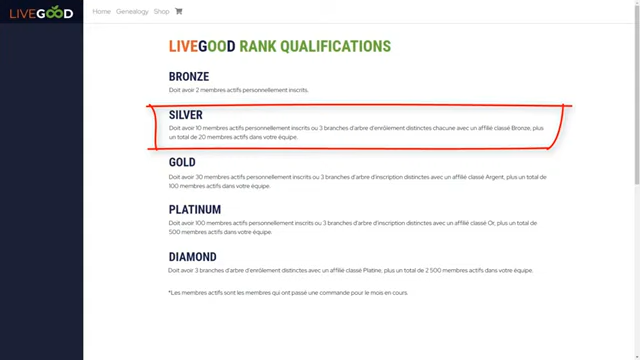 LIVEGOOD
Home Genealogy Shop
LIVEGOOD RANK QUALIFICATIONS
BRONZE
Doit avoir 2 membres actifs personnellement inscrits.
SILVER
Doit avoir 10 membres actifs personnellement inscrits ou 3 branches d'arbre d'enrôlement distinctes chacune avec un affilié classé Bronze, plus
un total de 20 membres actifs dans votre équipe.
GOLD
Doit avoir 30 membres actifs personnellement inscrits ou 3 branches d'arbre d'inscription distinctes avec un affilié classé Argent, plus un total de
100 membres actifs dans votre équipe.
PLATINUM
Doit avoir 100 membres actifs personnellement inscrits ou 3 branches d'arbre d'inscription distinctes avec un affilié classé Or, plus un total de
500 membres actifs dans votre équipe.
DIAMOND
Doit avoir 3 branches d'arbre d'enrôlement distinctes avec un affilié classé Platine, plus un total de 2 500 membres actifs dans votre équipe.
*Les membres actifs sont les membres qui ont passé une commande pour le mois en cours.